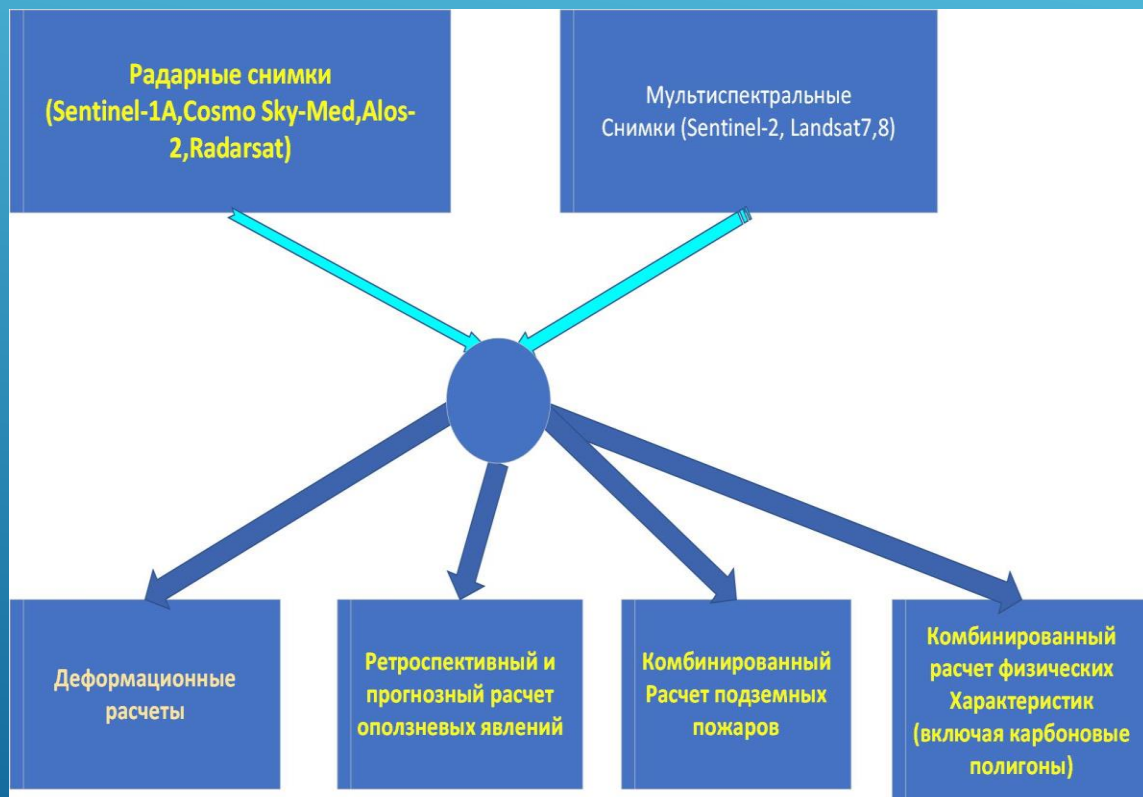 Радарные снимки
(Sentinel-1A,Cosmo Sky-Med,Alos-
2,Radarsat)
Мультиспектральные
Снимки (Sentinel-2, Landsat7,8)
Деформационные
расчеты
Ретроспективный и
прогнозный расчет
оползневых явлений
Комбинированный
Расчет подземных
пожаров
Комбинированный
расчет физических
Характеристик
(включая карбоновые
полигоны)